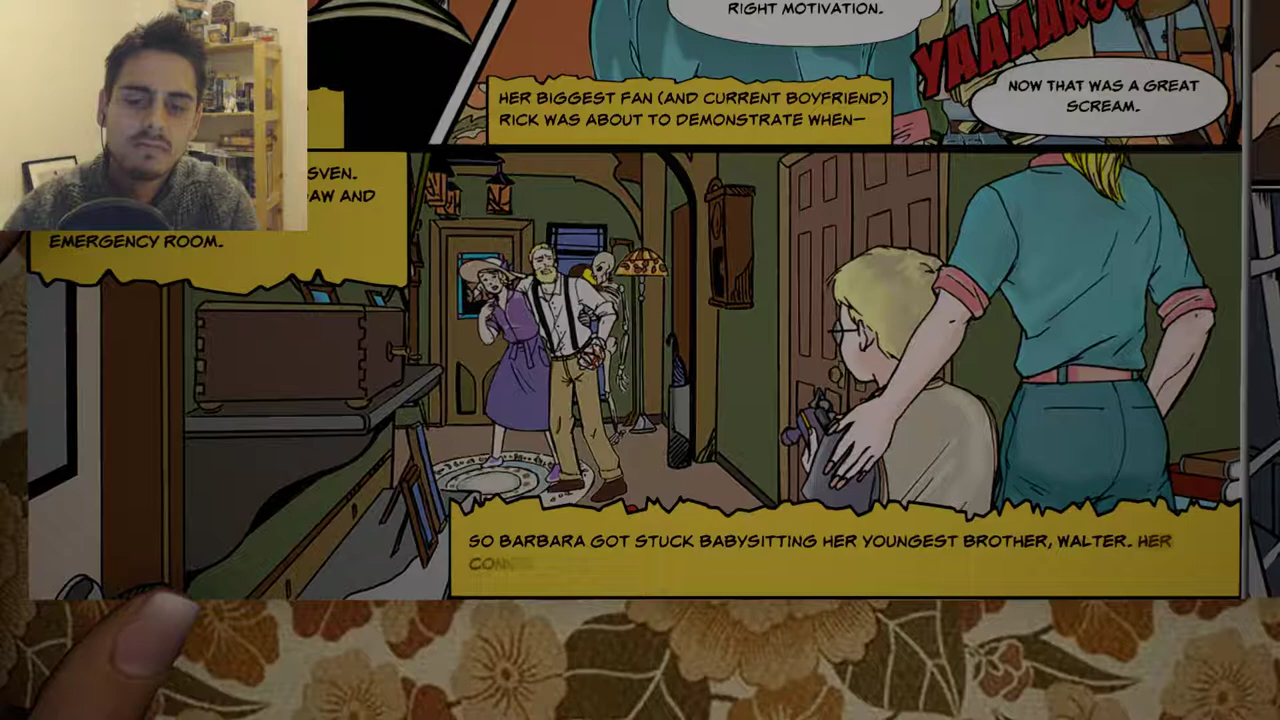 RIGHT MOTIVATION.
YAAAARGG
NOW THAT WAS A GREAT
SCREAM.
HER BIGGEST FAN (AND CURRENT BOYFRIEND)
RICK WAS ABOUT TO DEMONSTRATE WHEN—
SVEN.
AW AND
EMERGENCY ROOM.
SO BARBARA GOT STUCK BABYSITTING HER YOUNGEST BROTHER, WALTER. HER